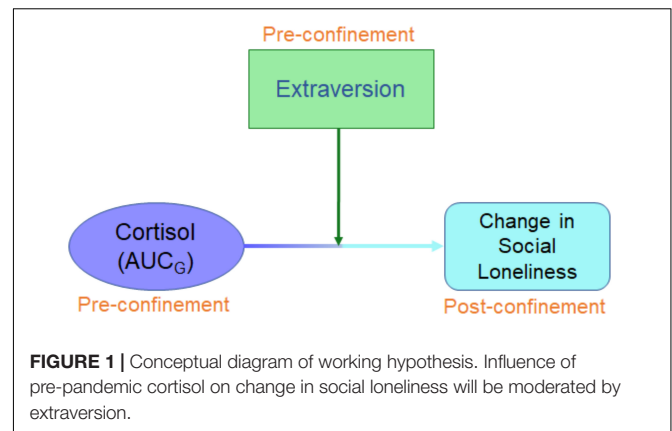 Pre-confinement
Extraversion
Cortisol
(AUCG)
Pre-confinement
Change in
Social
Loneliness
Post-confinement
FIGURE 1 | Conceptual diagram of working hypothesis. Influence of
pre-pandemic cortisol on change in social loneliness will be moderated by
extraversion.